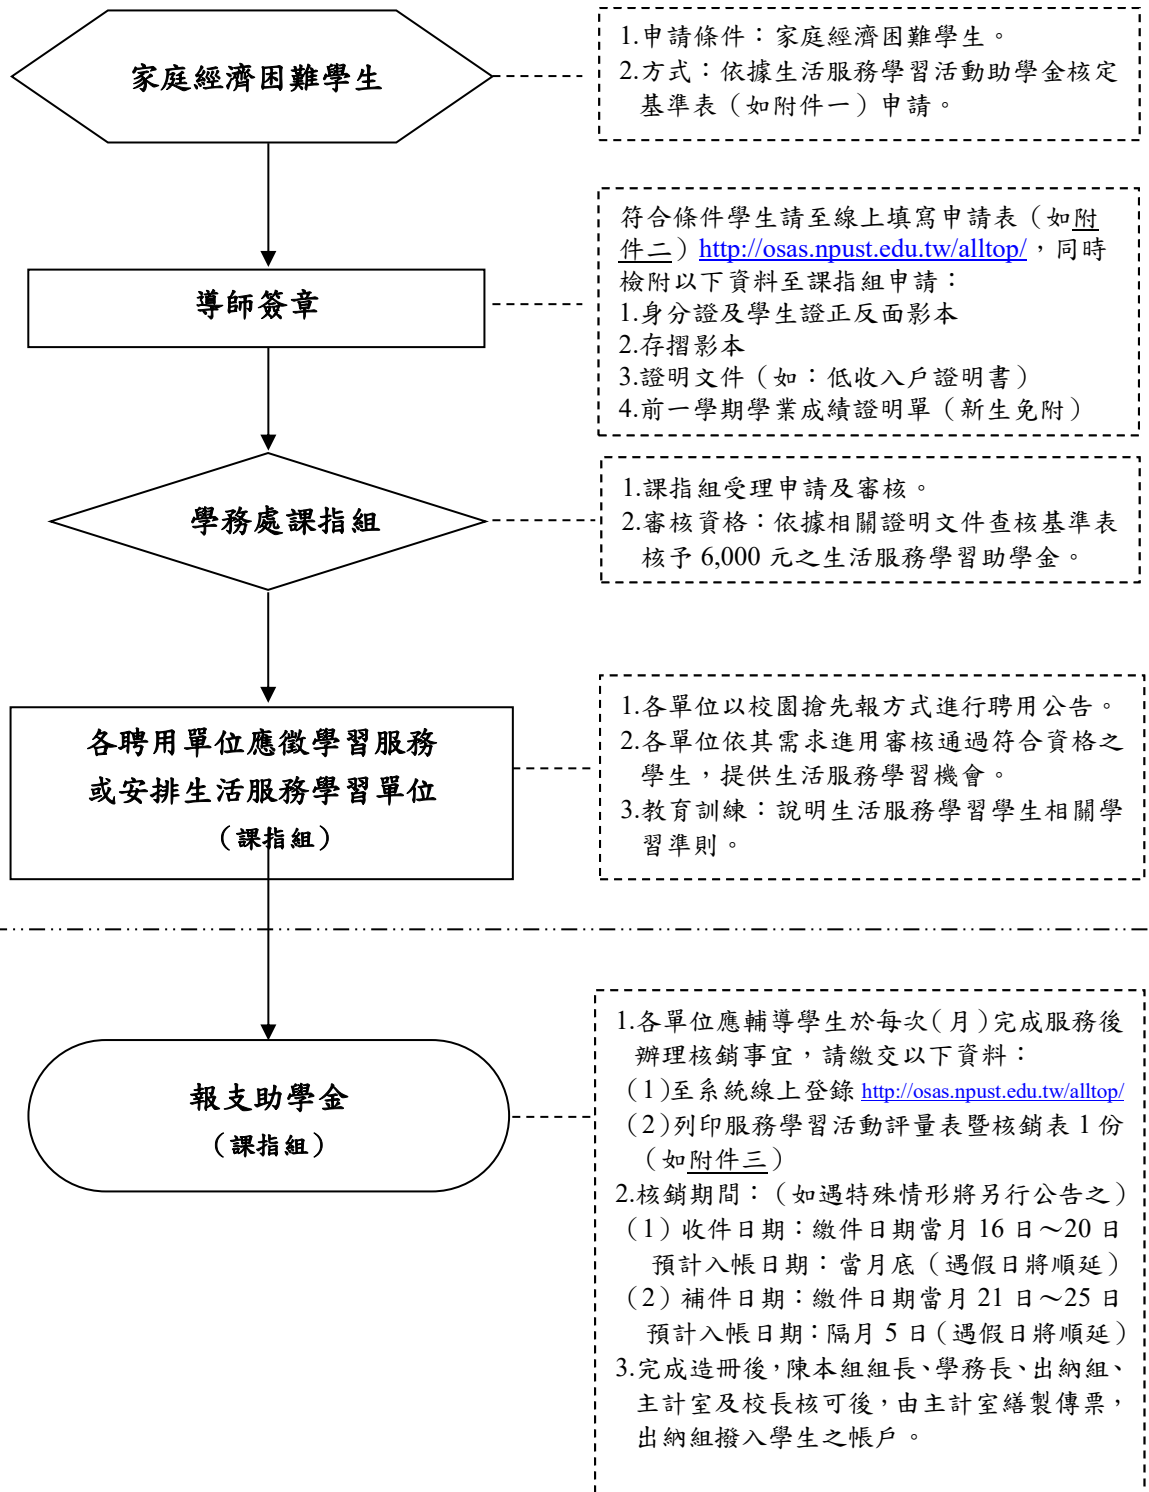 家庭經濟困難學生
1.申請條件：家庭經濟困難學生。
2.方式：依據生活服務學習活動助學金核定
基準表（如附件一）申請。
導師簽章
符合條件學生請至線上填寫申請表（如附
件二）http://osas.npust.edu.tw/alltop/，同時
檢附以下資料至課指組申請：
1.身分證及學生證正反面影本
2.存摺影本
3.證明文件（如：低收入戶證明書）
4.前一學期學業成績證明單（新生免附）
學務處課指組
1.課指組受理申請及審核。
2.審核資格：依據相關證明文件查核基準表
核予 6,000 元之生活服務學習助學金。
各聘用單位應徵學習服務
或安排生活服務學習單位
（課指組）
1.各單位以校園搶先報方式進行聘用公告。
2.各單位依其需求進用審核通過符合資格之
學生，提供生活服務學習機會。
3.教育訓練：說明生活服務學習學生相關學
習準則。
報支助學金
（課指組）
1.各單位應輔導學生於每次（月）完成服務後
辦理核銷事宜，請繳交以下資料：
（1）至系統線上登錄 http://osas.npust.edu.tw/alltop/
（2）列印服務學習活動評量表暨核銷表 1 份
（如附件三）
2.核銷期間：（如遇特殊情形將另行公告之）
（1）收件日期：繳件日期當月 16 日～20 日
預計入帳日期：當月底（遇假日將順延）
（2）補件日期：繳件日期當月 21 日～25 日
預計入帳日期：隔月 5 日（遇假日將順延）
3.完成造冊後，陳本組組長、學務長、出納組、
主計室及校長核可後，由主計室繕製傳票，
出納組撥入學生之帳戶。